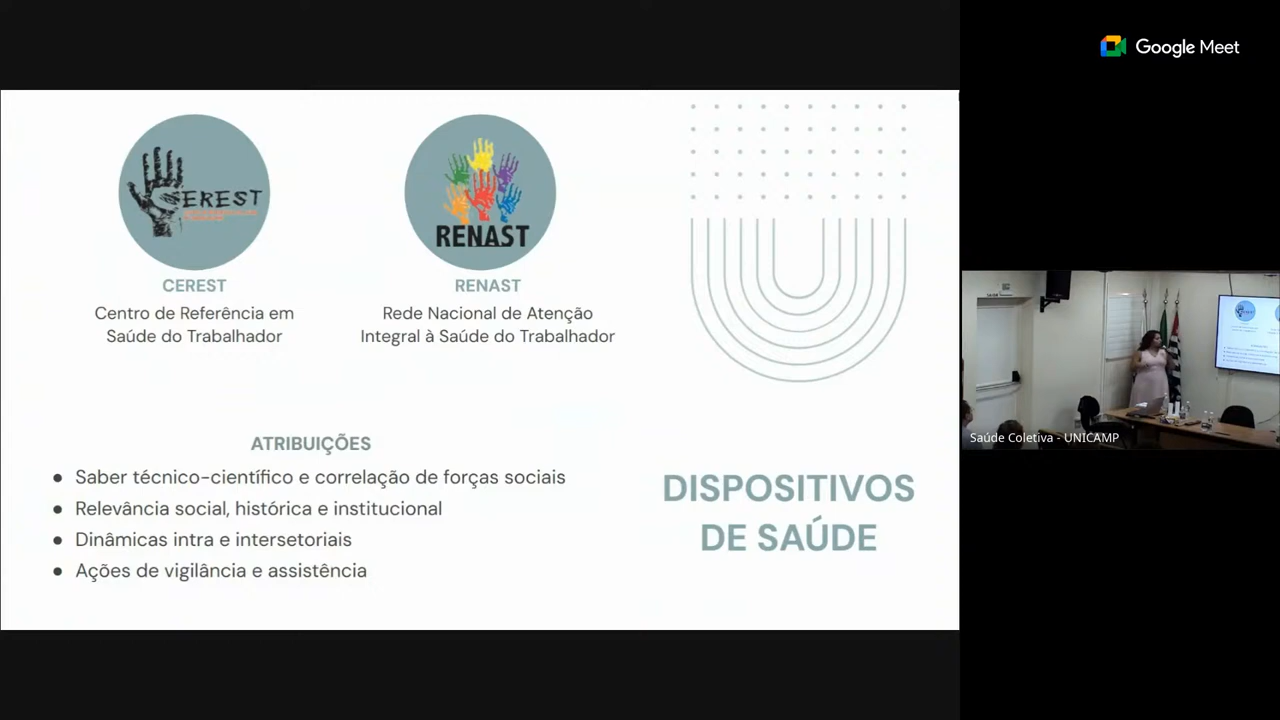 Google Meet
CEREST
RENAST
CEREST
Centro de Referência em
Saúde do Trabalhador
RENAST
Rede Nacional de Atenção
Integral à Saúde do Trabalhador
ATRIBUIÇÕES
● Saber técnico-científico e correlação de forças sociais
● Relevância social, histórica e institucional
● Dinâmicas intra e intersetoriais
● Ações de vigilância e assistência
DISPOSITIVOS
DE SAÚDE
Saúde Coletiva - UNICAMP